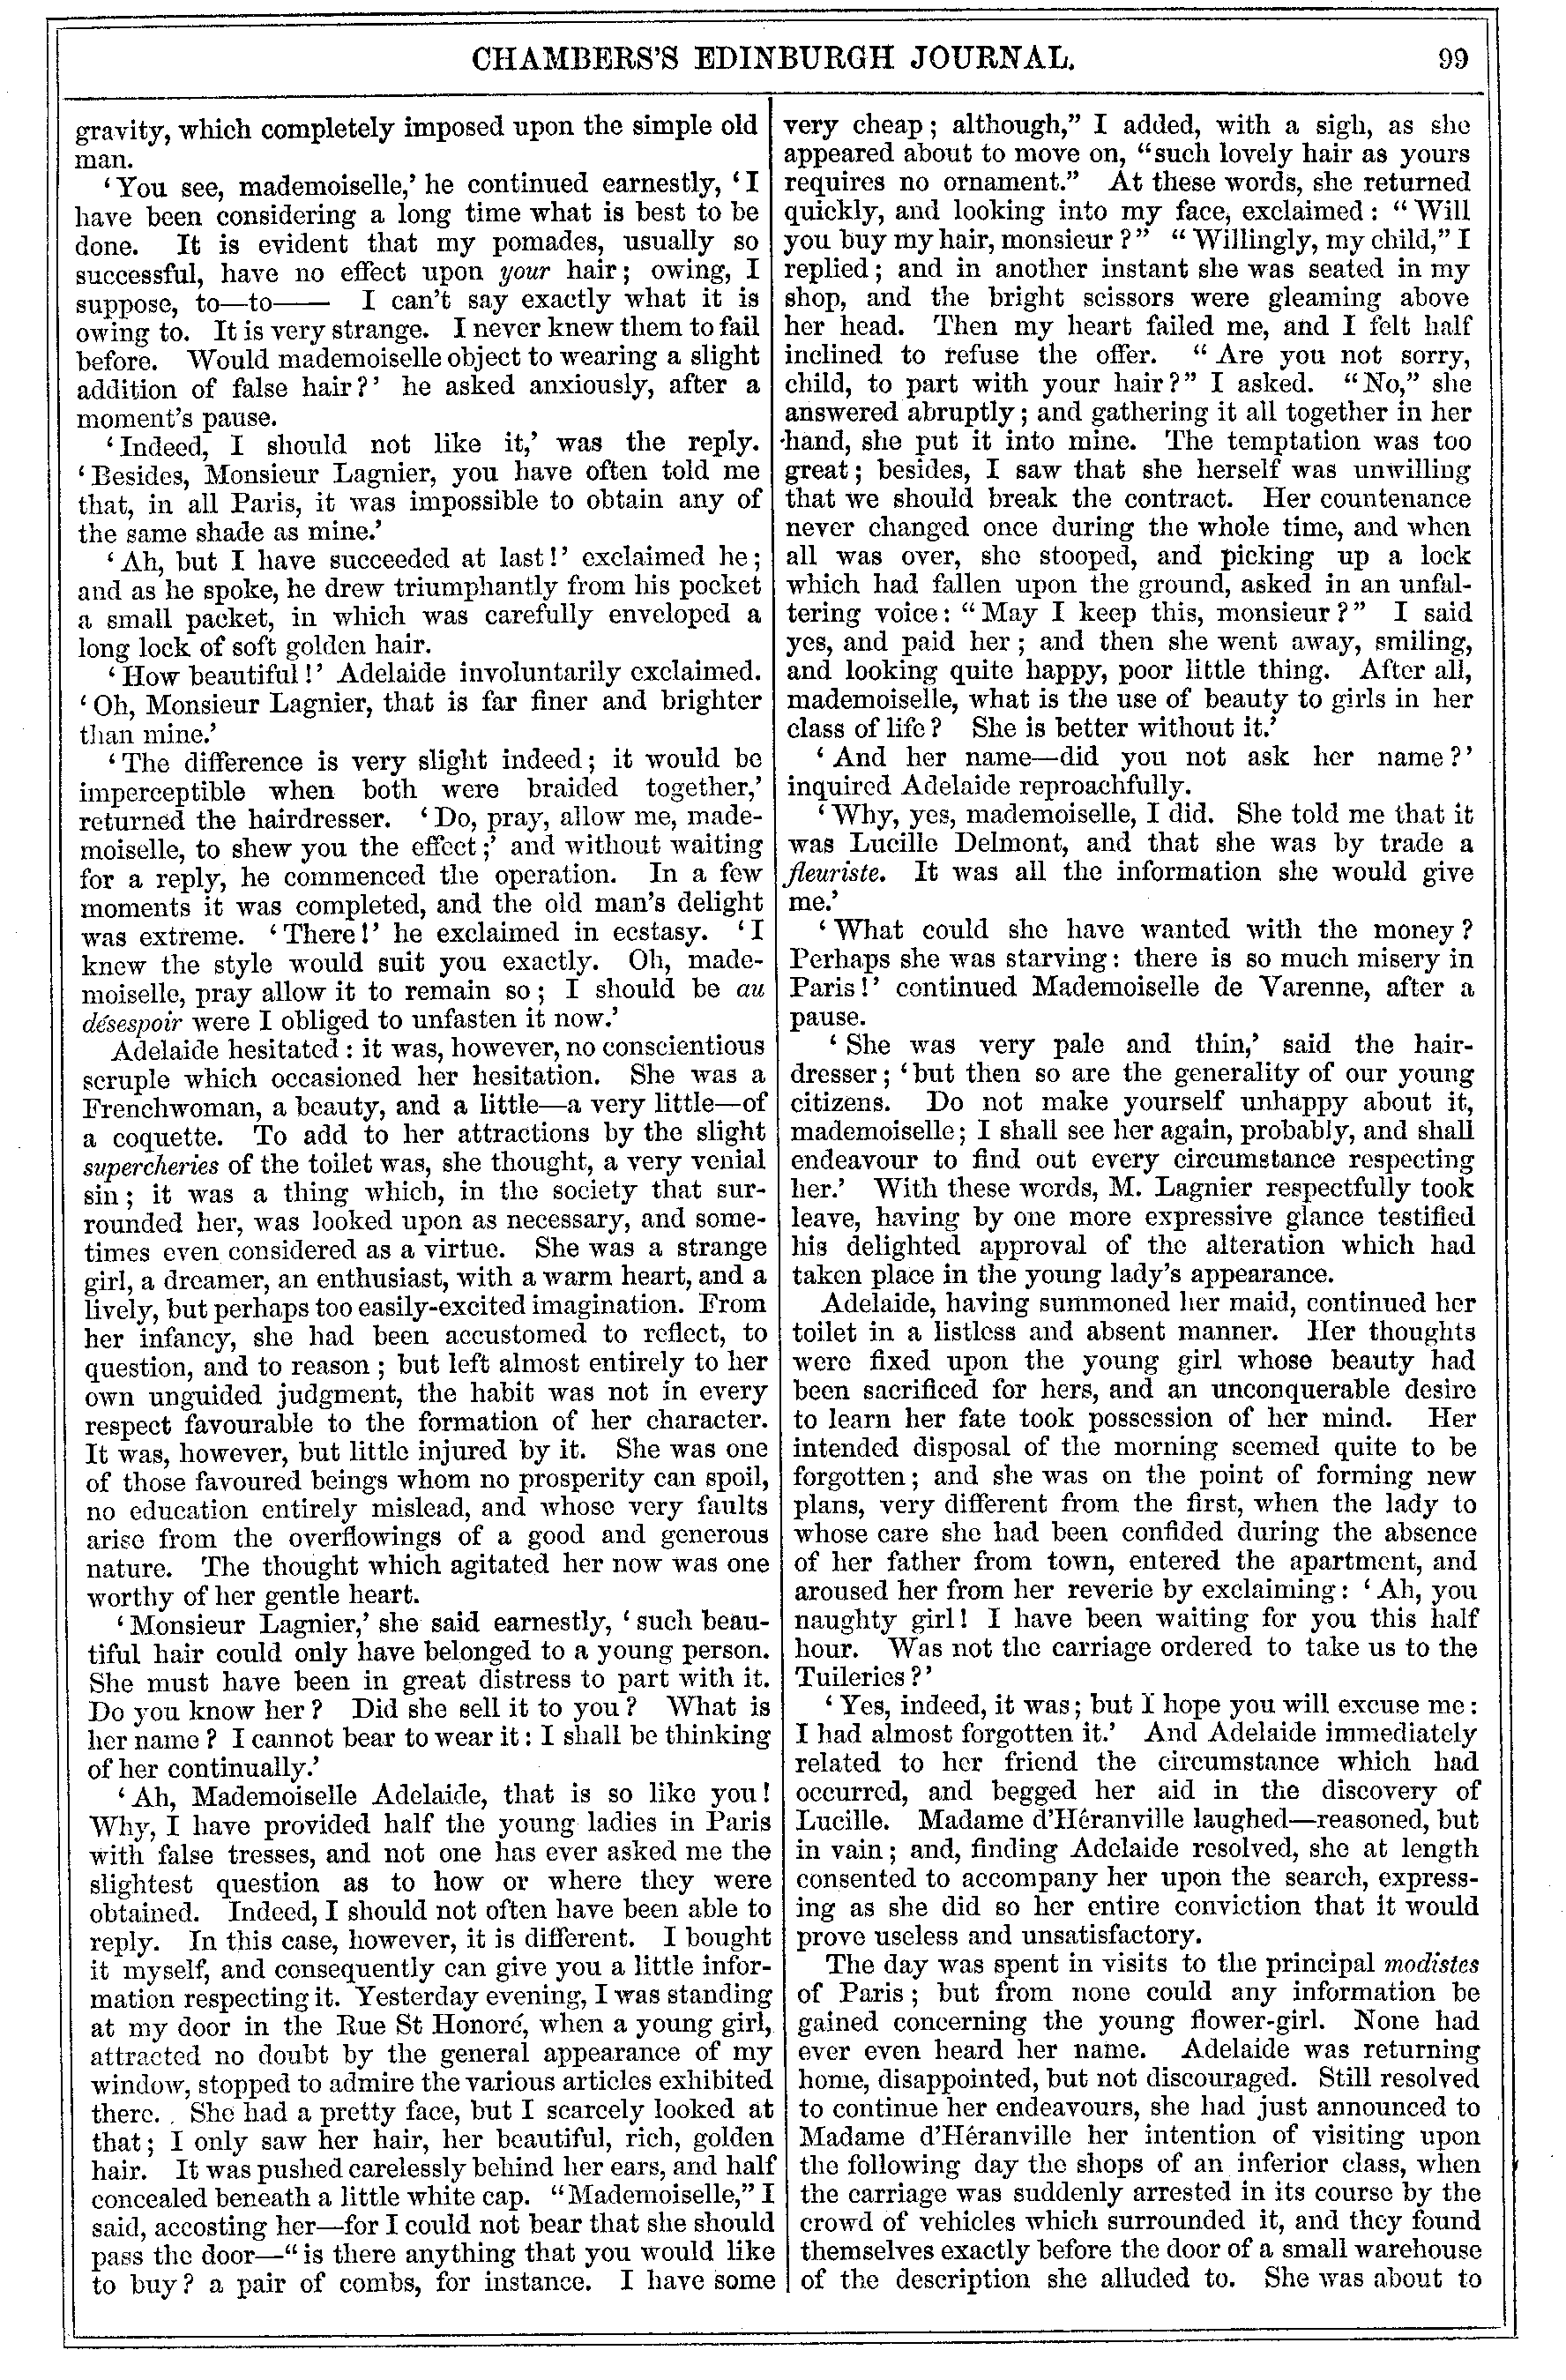 CHAMBERS'S EDINBURGH JOURNAL.
99
gravity, which completely imposed upon the simple old
man.
‘You see, mademoiselle,’ he continued earnestly, ‘I
have been considering a long time what is best to be
done. It is evident that my pomades, usually so
successful, have no effect upon your hair; owing, I
suppose, to—to—— I can't say exactly what it is
owing to. It is very strange. I never knew them to fail
before. Would mademoiselle object to wearing a slight
addition of false hair?’ he asked anxiously, after a
moment's pause.
‘Indeed, I should not like it,’ was the reply.
‘Besides, Monsieur Lagnier, you have often told me
that, in all Paris, it was impossible to obtain any of
the same shade as mine.’
‘Ah, but I have succeeded at last!’ exclaimed he;
and as he spoke, he drew triumphantly from his pocket
a small packet, in which was carefully enveloped a
long lock of soft golden hair.
‘How beautiful!’ Adelaide involuntarily exclaimed.
‘Oh, Monsieur Lagnier, that is far finer and brighter
than mine.’
‘The difference is very slight indeed; it would be
imperceptible when both were braided together,’
returned the hairdresser. ‘Do, pray, allow me, made-
moiselle, to shew you the effect;’ and without waiting
for a reply, he commenced the operation. In a few
moments it was completed, and the old man's delight
was extreme. ‘There!’ he exclaimed in ecstasy. ‘I
knew the style would suit you exactly. Oh, made-
moiselle, pray allow it to remain so; I should be au
désespoir were I obliged to unfasten it now.’
Adelaide hesitated: it was, however, no conscientious
scruple which occasioned her hesitation. She was a
Frenchwoman, a beauty, and a little—a very little—of
a coquette. To add to her attractions by the slight
supercheries of the toilet was, she thought, a very venial
sin; it was a thing which, in the society that sur-
rounded her, was looked upon as necessary, and some-
times even considered as a virtue. She was a strange
girl, a dreamer, an enthusiast, with a warm heart, and a
lively, but perhaps too easily-excited imagination. From
her infancy, she had been accustomed to reflect, to
question, and to reason; but left almost entirely to her
own unguided judgment, the habit was not in every
respect favourable to the formation of her character.
It was, however, but little injured by it. She was one
of those favoured beings whom no prosperity can spoil,
no education entirely mislead, and whose very faults
arise from the overflowings of a good and generous
nature. The thought which agitated her now was one
worthy of her gentle heart.
‘Monsieur Lagnier,’ she said earnestly, ‘such beau-
tiful hair could only have belonged to a young person.
She must have been in great distress to part with it.
Do you know her? Did she sell it to you? What is
her name? I cannot bear to wear it: I shall be thinking
of her continually.’
‘Ah, Mademoiselle Adelaide, that is so like you!
Why, I have provided half the young ladies in Paris
with false tresses, and not one has ever asked me the
slightest question as to how or where they were
obtained. Indeed, I should not often have been able to
reply. In this case, however, it is different. I bought
it myself, and consequently can give you a little infor-
mation respecting it. Yesterday evening, I was standing
at my door in the Rue St Honoré, when a young girl,
attracted no doubt by the general appearance of my
window, stopped to admire the various articles exhibited
there. She had a pretty face, but I scarcely looked at
that; I only saw her hair, her beautiful, rich, golden
hair. It was pushed carelessly behind her ears, and half
concealed beneath a little white cap. “Mademoiselle,” I
said, accosting her—for I could not bear that she should
pass the door—“is there anything that you would like
to buy? a pair of combs, for instance. I have some
very cheap; although,” I added, with a sigh, as she
appeared about to move on, “such lovely hair as yours
requires no ornament.” At these words, she returned
quickly, and looking into my face, exclaimed: “Will
you buy my hair, monsieur?” “Willingly, my child,” I
replied; and in another instant she was seated in my
shop, and the bright scissors were gleaming above
her head. Then my heart failed me, and I felt half
inclined to refuse the offer. “Are you not sorry,
child, to part with your hair?” I asked. “No,” she
answered abruptly; and gathering it all together in her
hand, she put it into mine. The temptation was too
great; besides, I saw that she herself was unwilling
that we should break the contract. Her countenance
never changed once during the whole time, and when
all was over, she stooped, and picking up a lock
which had fallen upon the ground, asked in an unfal-
tering voice: “May I keep this, monsieur?” I said
yes, and paid her; and then she went away, smiling,
and looking quite happy, poor little thing. After all,
mademoiselle, what is the use of beauty to girls in her
class of life? She is better without it.’
‘And her name—did you not ask her name?’
inquired Adelaide reproachfully.
‘Why, yes, mademoiselle, I did. She told me that it
was Lucille Delmont, and that she was by trade a
fleuriste. It was all the information she would give
me.’
‘What could she have wanted with the money?
Perhaps she was starving: there is so much misery in
Paris!’ continued Mademoiselle de Varenne, after a
pause.
‘She was very pale and thin,’ said the hair-
dresser; ‘but then so are the generality of our young
citizens. Do not make yourself unhappy about it,
mademoiselle; I shall see her again, probably, and shall
endeavour to find out every circumstance respecting
her.’ With these words, M. Lagnier respectfully took
leave, having by one more expressive glance testified
his delighted approval of the alteration which had
taken place in the young lady's appearance.
Adelaide, having summoned her maid, continued her
toilet in a listless and absent manner. Her thoughts
were fixed upon the young girl whose beauty had
been sacrificed for hers, and an unconquerable desire
to learn her fate took possession of her mind. Her
intended disposal of the morning seemed quite to be
forgotten; and she was on the point of forming new
plans, very different from the first, when the lady to
whose care she had been confided during the absence
of her father from town, entered the apartment, and
aroused her from her reverie by exclaiming: ‘Ah, you
naughty girl! I have been waiting for you this half
hour. Was not the carriage ordered to take us to the
Tuileries?’
‘Yes, indeed, it was; but I hope you will excuse me:
I had almost forgotten it.’ And Adelaide immediately
related to her friend the circumstance which had
occurred, and begged her aid in the discovery of
Lucille. Madame d'Héranville laughed—reasoned, but
in vain; and, finding Adelaide resolved, she at length
consented to accompany her upon the search, express-
ing as she did so her entire conviction that it would
prove useless and unsatisfactory.
The day was spent in visits to the principal modistes
of Paris; but from none could any information be
gained concerning the young flower-girl. None had
ever even heard her name. Adelaide was returning
home, disappointed, but not discouraged. Still resolved
to continue her endeavours, she had just announced to
Madame d'Héranville her intention of visiting upon
the following day the shops of an inferior class, when
the carriage was suddenly arrested in its course by the
crowd of vehicles which surrounded it, and they found
themselves exactly before the door of a small warehouse
of the description she alluded to. She was about to